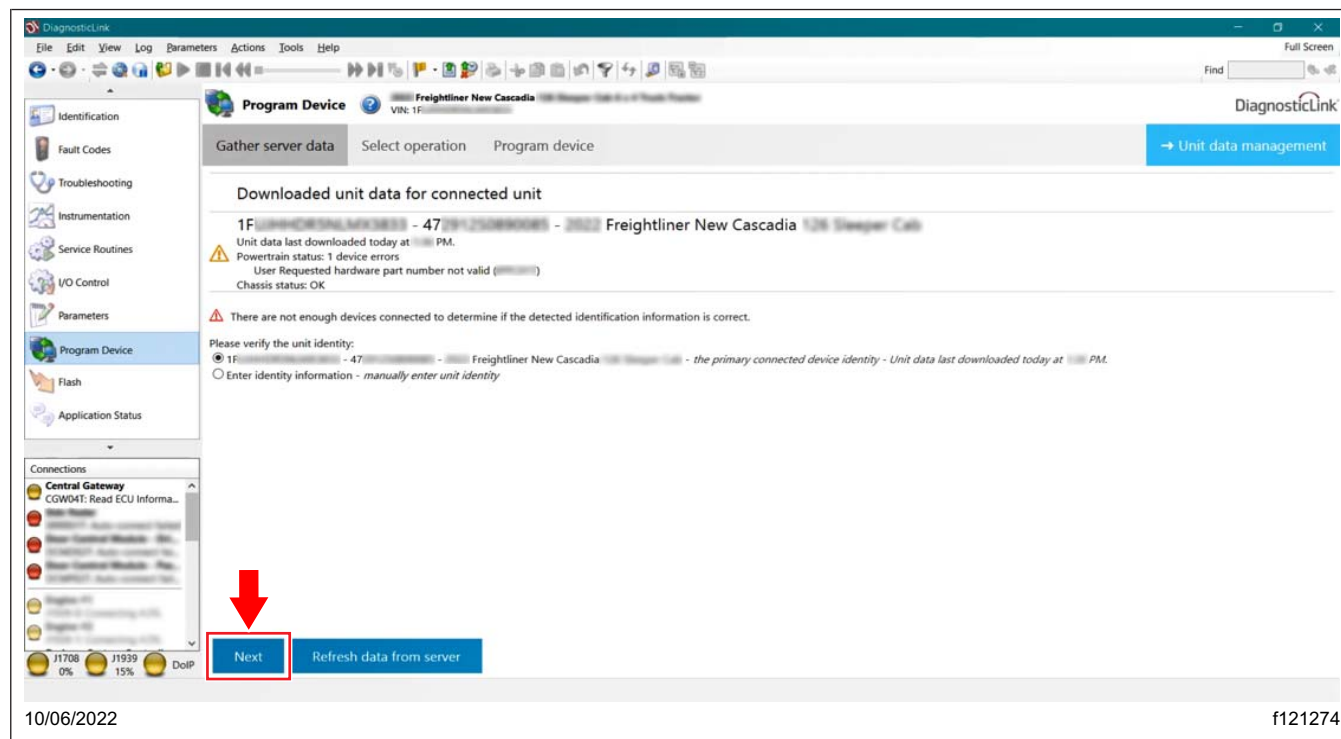 DiagnosticLink
File Edit View Log Parameters Actions Tools Help
Full Screen
Find
Identification
Fault Codes
Troubleshooting
Instrumentation
Service Routines
I/O Control
Parameters
Program Device
Flash
Application Status
Program Device
Freightliner New Cascadia
VIN: 1F
DiagnosticLink
Gather server data Select operation Program device
→ Unit data management
Downloaded unit data for connected unit
1F - 47 - Freightliner New Cascadia
Unit data last downloaded today at PM.
Powertrain status: 1 device errors
User Requested hardware part number not valid ( )
Chassis status: OK
There are not enough devices connected to determine if the detected identification information is correct.
Please verify the unit identity:
1F - 47 - Freightliner New Cascadia - the primary connected device identity - Unit data last downloaded today at PM.
Enter identity information - manually enter unit identity
Connections
Central Gateway
CGW04T: Read ECU Informa...
J1708
0%
J1939
15%
DoIP
Next
Refresh data from server
10/06/2022
f121274